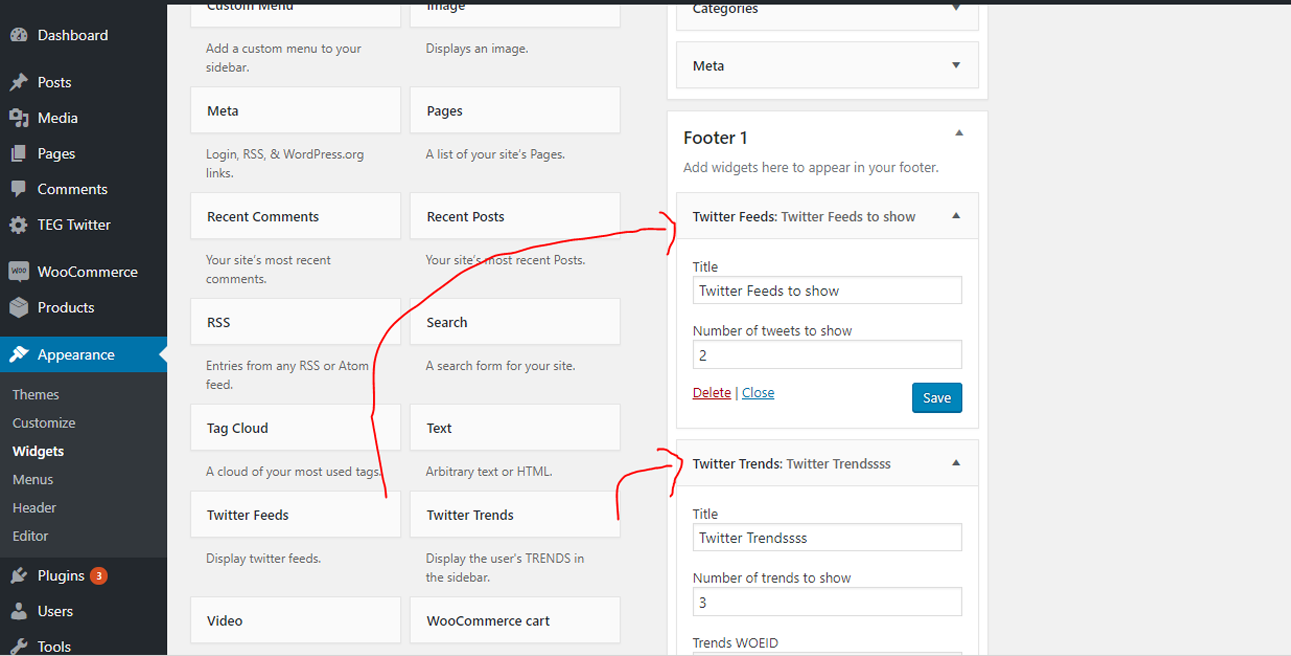 Dashboard
Posts
Media
Pages
Comments
TEG Twitter
WOO WooCommerce
Products
Appearance
Themes
Customize
Widgets
Menus
Header
Editor
Plugins 3
Users
Tools
Custom Menu
Add a custom menu to your
sidebar.
Image
Displays an image.
Meta
Login, RSS, & WordPress.org
links.
Pages
A list of your site's Pages.
Recent Comments
Your site's most recent
comments.
Recent Posts
Your site's most recent Posts.
RSS
Entries from any RSS or Atom
feed.
Search
A search form for your site.
Tag Cloud
A cloud of your most used tags.
Text
Arbitrary text or HTML.
Twitter Feeds
Display twitter feeds.
Twitter Trends
Display the user's TRENDS in
the sidebar.
Video
WooCommerce cart
Categories
Meta
Footer 1
Add widgets here to appear in your footer.
Twitter Feeds: Twitter Feeds to show
Title
Twitter Feeds to show
Number of tweets to show
2
Delete | Close
Save
Twitter Trends: Twitter Trendssss
Title
Twitter Trendssss
Number of trends to show
3
Trends WOEID